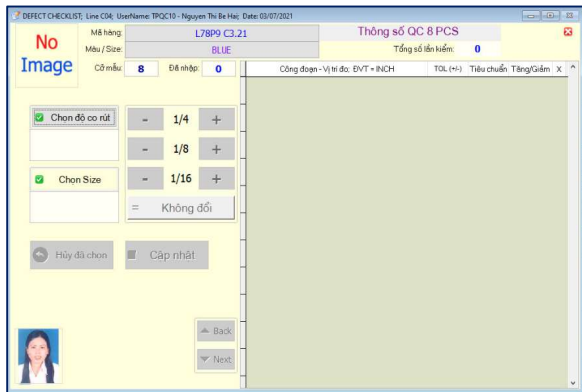 DEFECT CHECKLIST; Line C04; UserName: TPQC10 - Nguyen Thi Be Hai; Date: 03/07/2021
No Image
Mã hàng: L78P9 C3.21
Thông số QC 8 PCS
Màu / Size: BLUE
Tổng số lần kiểm: 0
Cỡ mẫu: 8 Đã nhập: 0
Công đoạn - Vị trí đo; ĐVT = INCH TOL (+/-) Tiêu chuẩn Tăng/Giảm X
Chọn độ co rút
- 1/4 +
- 1/8 +
Chọn Size
- 1/16 +
= Không đổi
Hủy đã chọn
Cập nhật
Back
Next